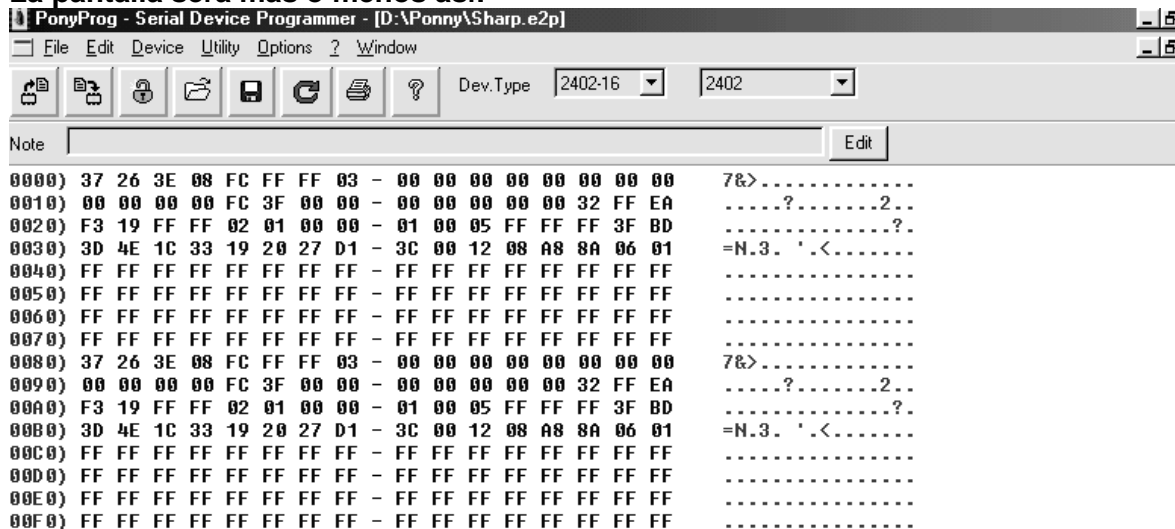 La pantalla será más o menos así:
PonyProg - Serial Device Programmer - [D:\Ponny\Sharp.e2p]
File Edit Device Utility Options ? Window
Dev.Type 2402-16 2402
Note Edit
0000) 37 26 3E 08 FC FF FF 03 - 00 00 00 00 00 00 00 00 7&>.............
0010) 00 00 00 00 FC 3F 00 00 - 00 00 00 00 00 32 FF EA .....?.......2..
0020) F3 19 FF FF 02 01 00 00 - 01 00 05 FF FF FF 3F BD ..............?.
0030) 3D 4E 1C 33 19 20 27 D1 - 3C 00 12 08 A8 8A 06 01 =N.3. '.<.......
0040) FF FF FF FF FF FF FF FF - FF FF FF FF FF FF FF FF ................
0050) FF FF FF FF FF FF FF FF - FF FF FF FF FF FF FF FF ................
0060) FF FF FF FF FF FF FF FF - FF FF FF FF FF FF FF FF ................
0070) FF FF FF FF FF FF FF FF - FF FF FF FF FF FF FF FF ................
0080) 37 26 3E 08 FC FF FF 03 - 00 00 00 00 00 00 00 00 7&>.............
0090) 00 00 00 00 FC 3F 00 00 - 00 00 00 00 00 32 FF EA .....?.......2..
00A0) F3 19 FF FF 02 01 00 00 - 01 00 05 FF FF FF 3F BD ..............?.
00B0) 3D 4E 1C 33 19 20 27 D1 - 3C 00 12 08 A8 8A 06 01 =N.3. '.<.......
00C0) FF FF FF FF FF FF FF FF - FF FF FF FF FF FF FF FF ................
00D0) FF FF FF FF FF FF FF FF - FF FF FF FF FF FF FF FF ................
00E0) FF FF FF FF FF FF FF FF - FF FF FF FF FF FF FF FF ................
00F0) FF FF FF FF FF FF FF FF - FF FF FF FF FF FF FF FF ................